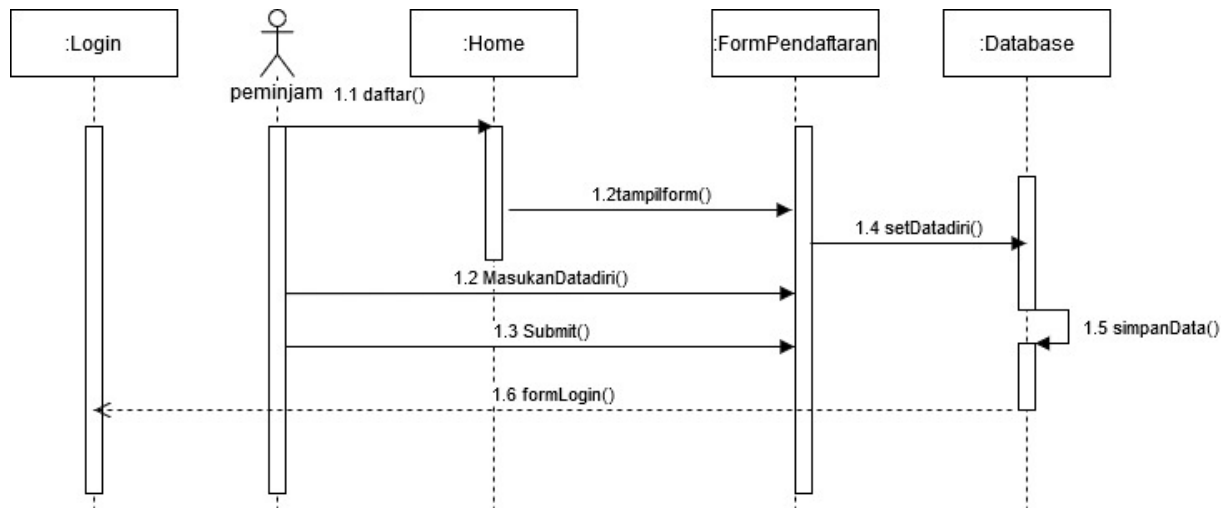 :Login
:Home
:FormPendaftaran
:Database
peminjam
1.1 daftar()
1.2tampilform()
1.4 setDatadiri()
1.2 MasukanDatadiri()
1.3 Submit()
1.5 simpanData()
1.6 formLogin()